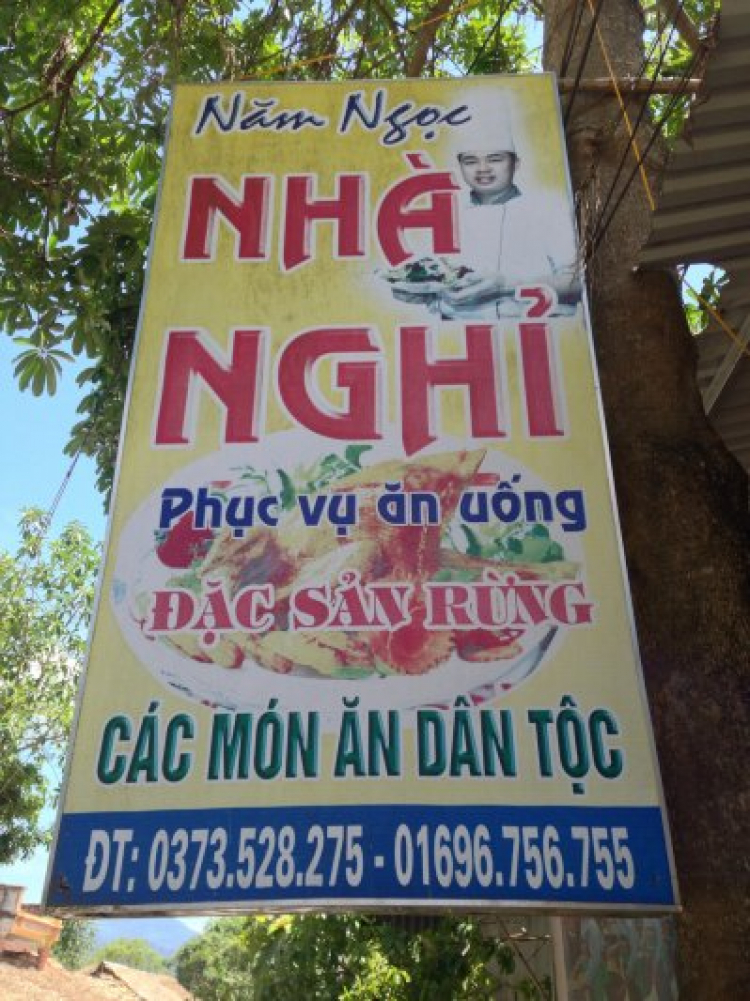 Năm Ngọc
NHÀ
NGHỈ
Phục vụ ăn uống
ĐẶC SẢN RỪNG
CÁC MÓN ĂN DÂN TỘC
ĐT: 0373.528.275 - 01696.756.755